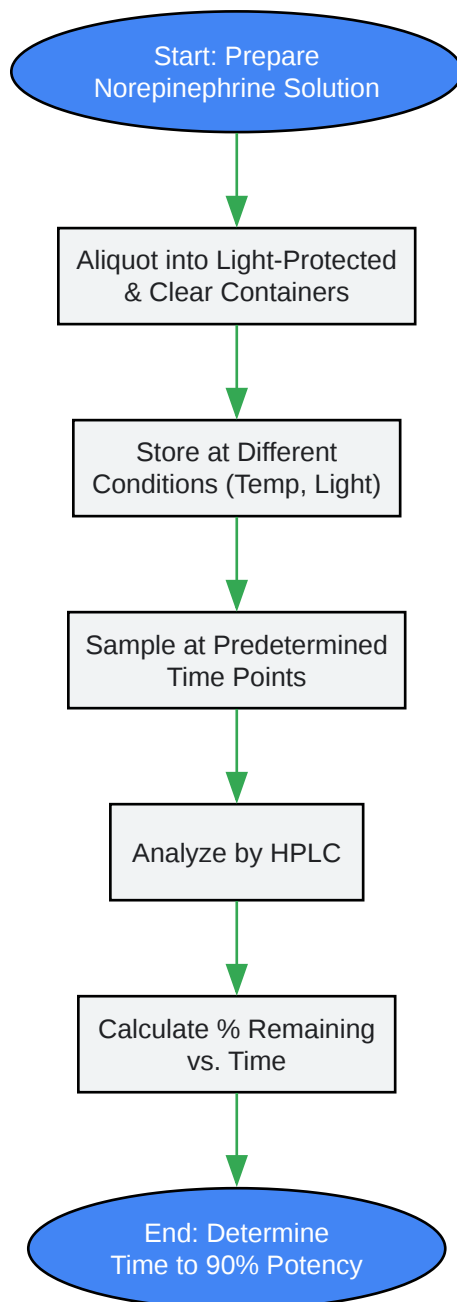 Start: Prepare
Norepinephrine Solution
Aliquot into Light-Protected
& Clear Containers
Store at Different
Conditions (Temp, Light)
Sample at Predetermined
Time Points
Analyze by HPLC
Calculate % Remaining
vs. Time
End: Determine
Time to 90% Potency